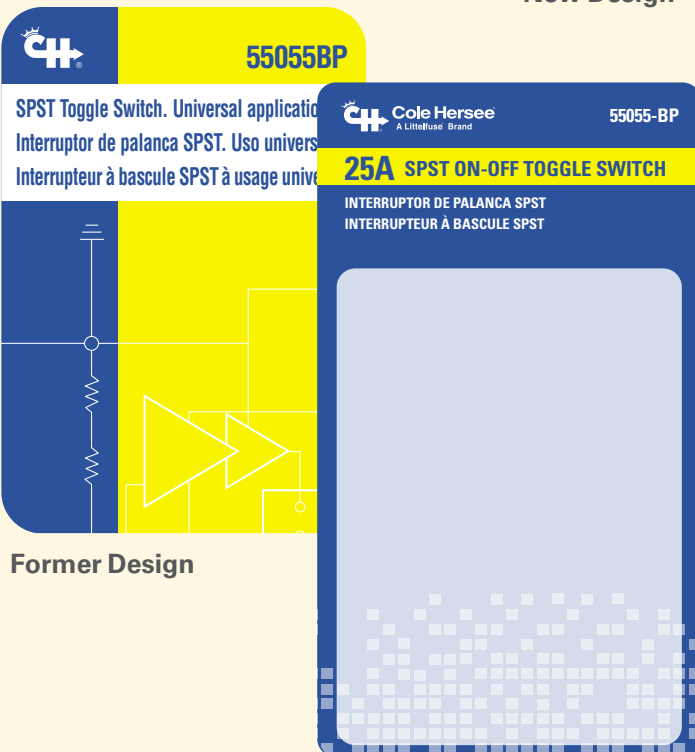 New Design
CH®
55055BP
SPST Toggle Switch. Universal applicatio
Interruptor de palanca SPST. Uso univers
Interrupteur à bascule SPST à usage unive
CH Cole Hersee
A Littelfuse Brand
55055-BP
25A SPST ON-OFF TOGGLE SWITCH
INTERRUPTOR DE PALANCA SPST
INTERRUPTEUR À BASCULE SPST
Former Design